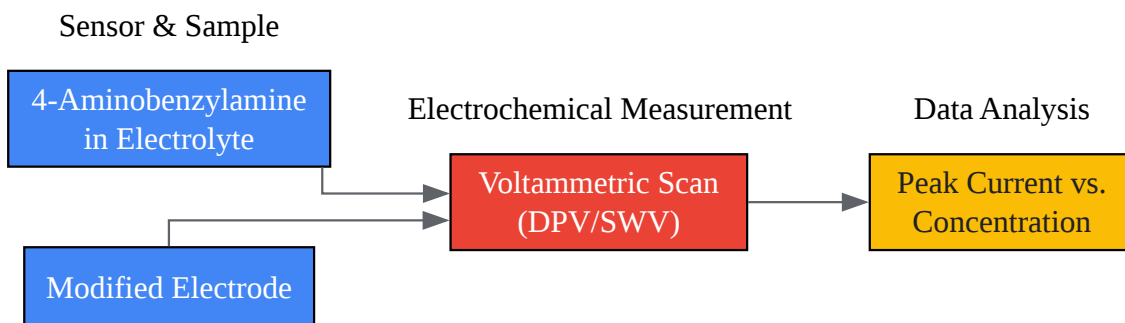 Sensor & Sample
4-Aminobenzylamine
in Electrolyte
Modified Electrode
Electrochemical Measurement
Voltammetric Scan
(DPV/SWV)
Data Analysis
Peak Current vs.
Concentration